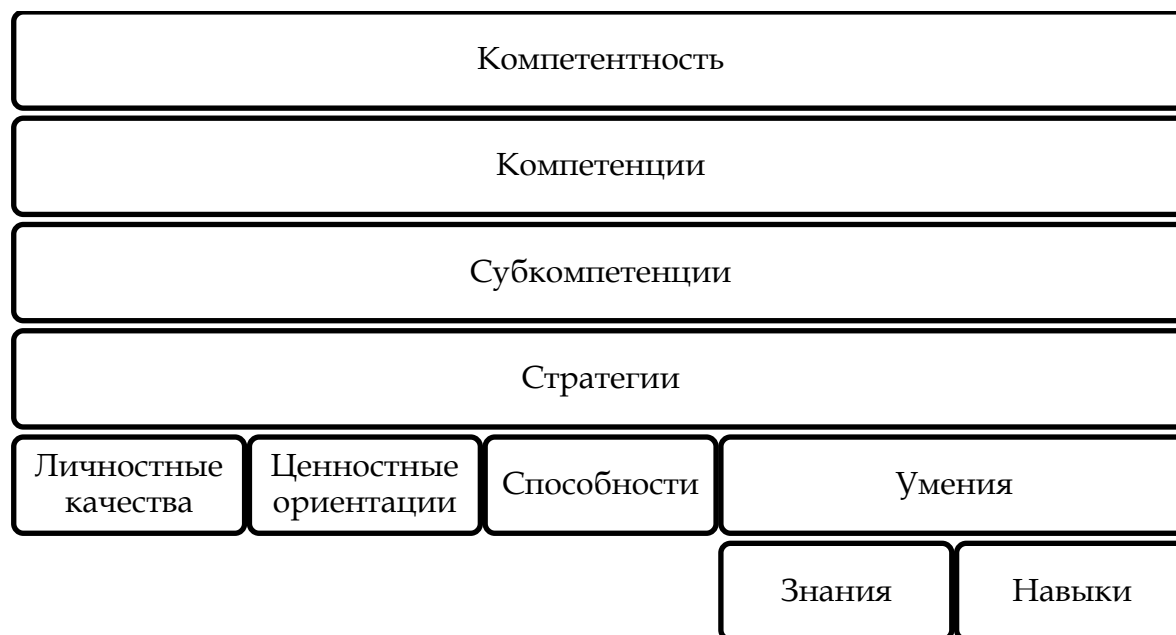 Компетентность
Компетенции
Субкомпетенции
Стратегии
Личностные
качества
Ценностные
ориентации
Способности
Умения
Знания
Навыки